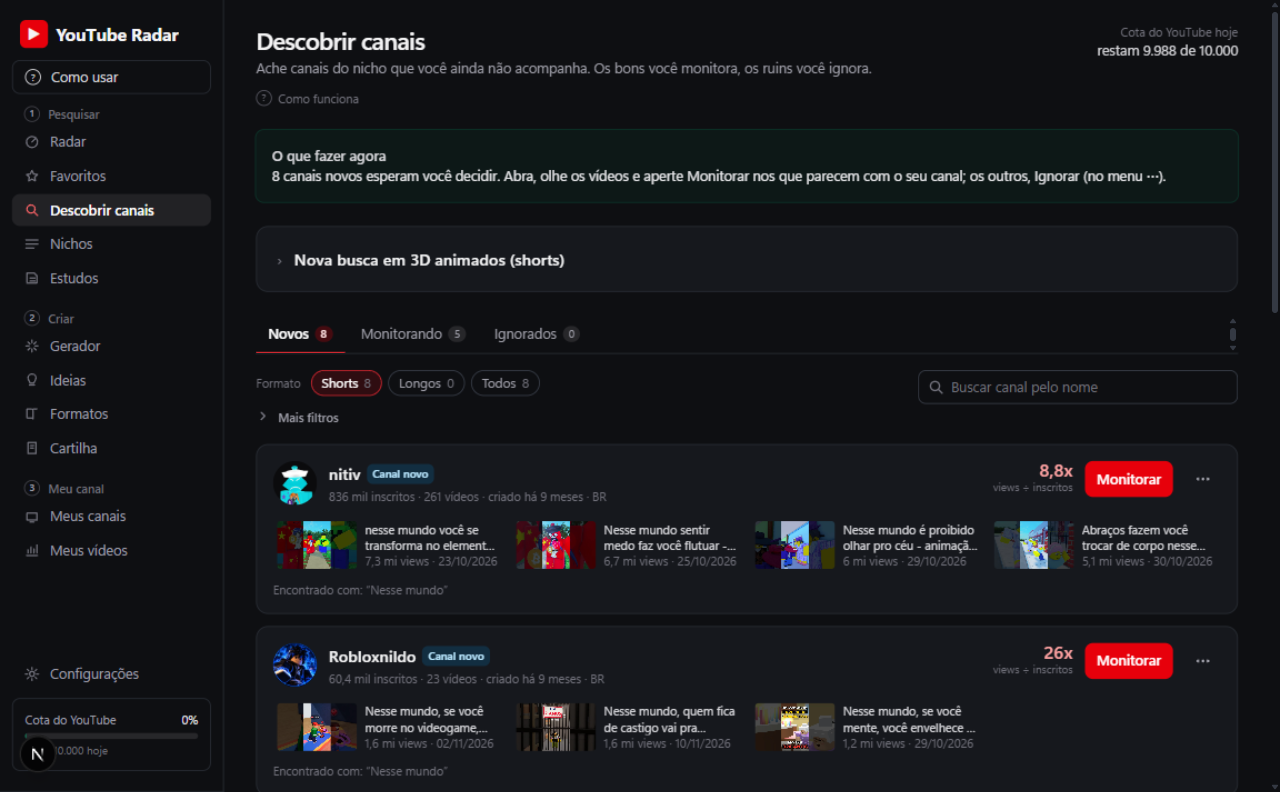 YouTube Radar
Como usar
1 Pesquisar
Radar
Favoritos
Descobrir canais
Nichos
Estudos
2 Criar
Gerador
Ideias
Formatos
Cartilha
3 Meu canal
Meus canais
Meus vídeos
Configurações
Cota do YouTube 0%
0.000 hoje
N
Descobrir canais
Ache canais do nicho que você ainda não acompanha. Os bons você monitora, os ruins você ignora.
? Como funciona
Cota do YouTube hoje
restam 9.988 de 10.000
O que fazer agora
8 canais novos esperam você decidir. Abra, olhe os vídeos e aperte Monitorar nos que parecem com o seu canal; os outros, Ignorar (no menu ···).
› Nova busca em 3D animados (shorts)
Novos 8 Monitorando 5 Ignorados 0
Formato Shorts 8 Longos 0 Todos 8
Buscar canal pelo nome
Mais filtros
nitiv Canal novo
836 mil inscritos · 261 vídeos · criado há 9 meses · BR
8,8x
views ÷ inscritos
Monitorar
···
nesse mundo você se
transforma no element...
7,3 mi views · 23/10/2026
Nesse mundo sentir
medo faz você flutuar -...
6,7 mi views · 25/10/2026
Nesse mundo é proibido
olhar pro céu - animaçã...
6 mi views · 29/10/2026
Abraços fazem você
trocar de corpo nesse...
5,1 mi views · 30/10/2026
Encontrado com: "Nesse mundo"
Robloxnildo Canal novo
60,4 mil inscritos · 23 vídeos · criado há 9 meses · BR
26x
views ÷ inscritos
Monitorar
···
Nesse mundo, se você
morre no videogame,...
1,6 mi views · 02/11/2026
Nesse mundo, quem fica
de castigo vai pra...
1,6 mi views · 10/11/2026
Nesse mundo, se você
mente, você envelhece ...
1,2 mi views · 29/10/2026
Encontrado com: "Nesse mundo"